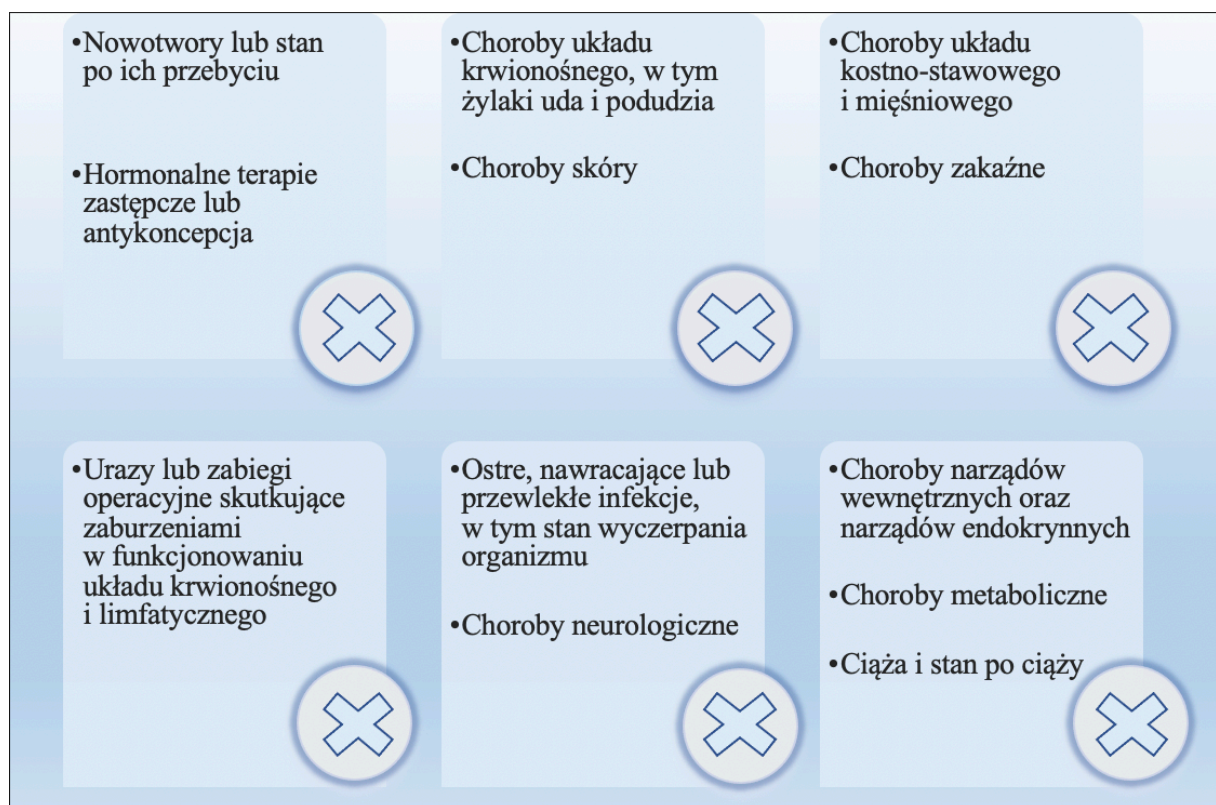 •Nowotwory lub stan
po ich przebyciu
•Hormonalne terapie
zastępcze lub
antykoncepcja
•Choroby układu
krwionośnego, w tym
żylaki uda i podudzia
•Choroby skóry
•Choroby układu
kostno-stawowego
i mięśniowego
•Choroby zakaźne
•Urazy lub zabiegi
operacyjne skutkujące
zaburzeniami
w funkcjonowaniu
układu krwionośnego
i limfatycznego
•Ostre, nawracające lub
przewlekłe infekcje,
w tym stan wyczerpania
organizmu
•Choroby neurologiczne
•Choroby narządów
wewnętrznych oraz
narządów endokrynnych
•Choroby metaboliczne
•Ciąża i stan po ciąży